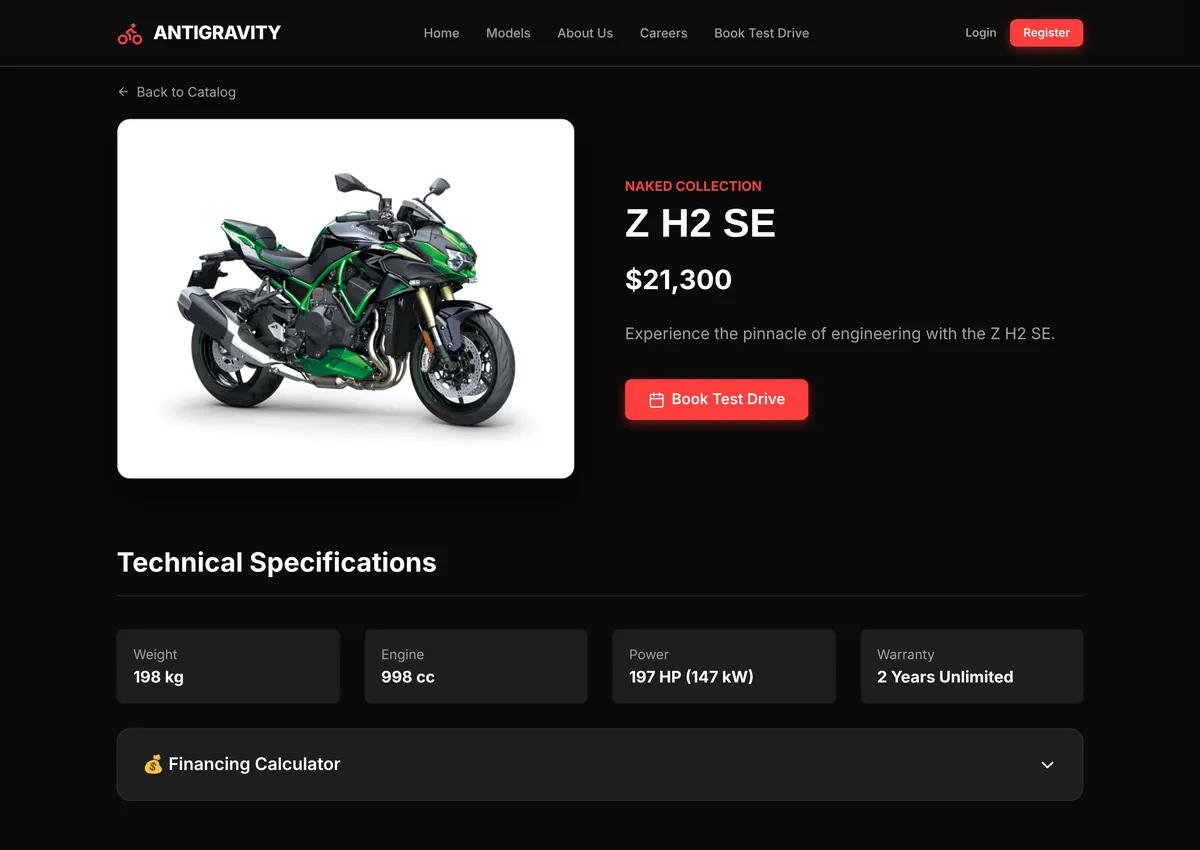 ANTIGRAVITY
Home
Models
About Us
Careers
Book Test Drive
Login
Register
Back to Catalog
NAKED COLLECTION
Z H2 SE
$21,300
Experience the pinnacle of engineering with the Z H2 SE.
Book Test Drive
Technical Specifications
Weight
198 kg
Engine
998 cc
Power
197 HP (147 kW)
Warranty
2 Years Unlimited
Financing Calculator